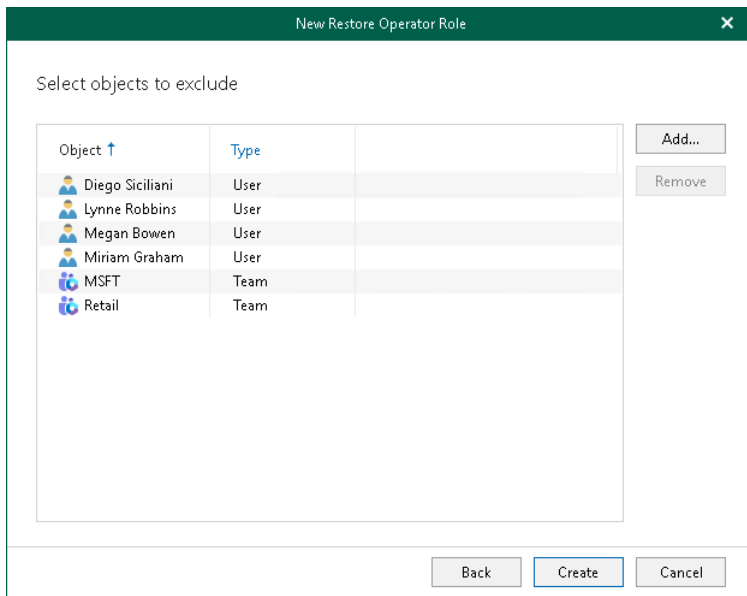 New Restore Operator Role
Select objects to exclude
Object Type
Diego Siciliani User
Lynne Robbins User
Megan Bowen User
Miriam Graham User
MSFT Team
Retail Team
Add...
Remove
Back Create Cancel